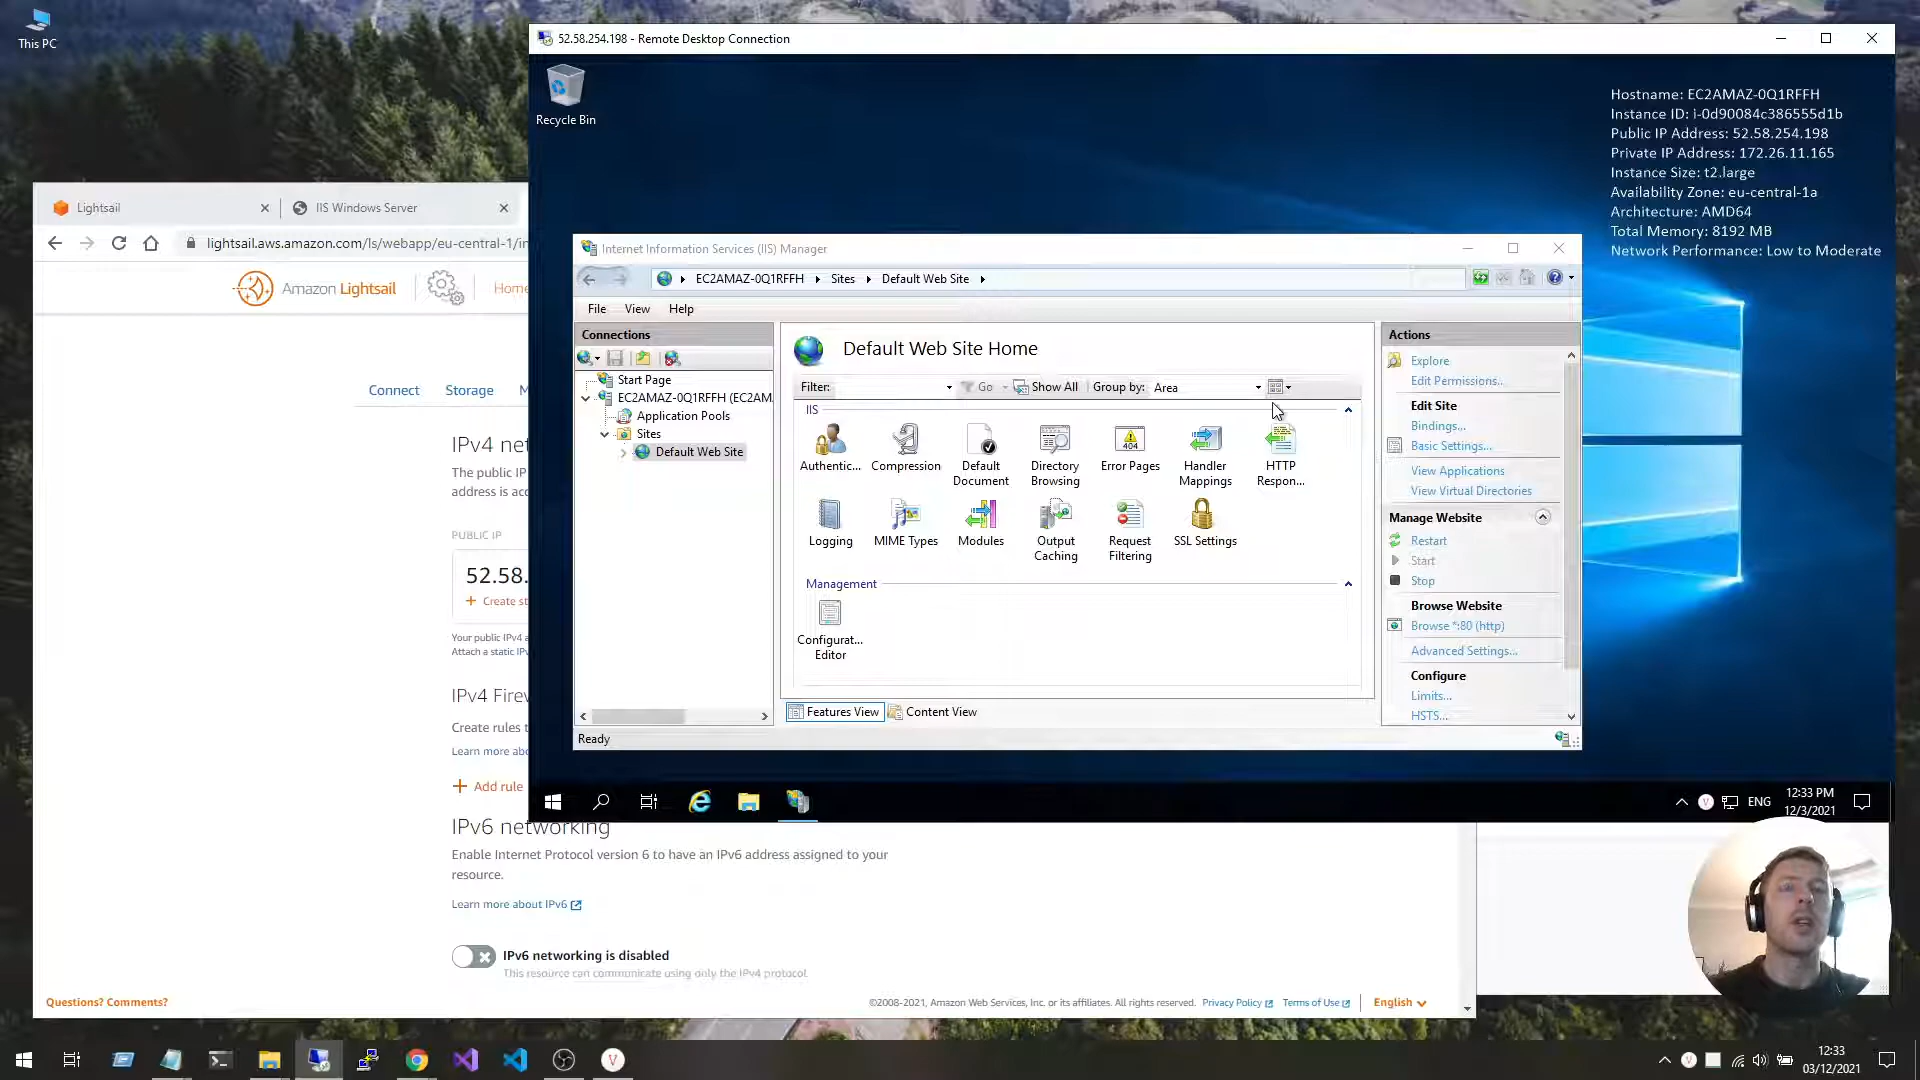 This PC
52.58.254.198 - Remote Desktop Connection
Recycle Bin
Hostname: EC2AMAZ-0Q1RFFH
Instance ID: i-0d90084c386555d1b
Public IP Address: 52.58.254.198
Private IP Address: 172.26.11.165
Instance Size: t2.large
Availability Zone: eu-central-1a
Architecture: AMD64
Total Memory: 8192 MB
Network Performance: Low to Moderate
Lightsail
IIS Windows Server
lightsail.aws.amazon.com/ls/webapp/eu-central-1/in
Amazon Lightsail
Home
Connect
Storage
M
IPv4 net
The public IP
address is acc
PUBLIC IP
52.58.
Create st
Your public IPv4 a
Attach a static IPv
IPv4 Firew
Create rules t
Learn more abo
Add rule
IPv6 networking
Enable Internet Protocol version 6 to have an IPv6 address assigned to your
resource.
Learn more about IPv6
IPv6 networking is disabled
This resource can communicate using only the IPv4 protocol.
Questions? Comments?
©2008-2021, Amazon Web Services, Inc. or its affiliates. All rights reserved.
Privacy Policy
Terms of Use
English
Internet Information Services (IIS) Manager
EC2AMAZ-0Q1RFFH
Sites
Default Web Site
File
View
Help
Connections
Start Page
EC2AMAZ-0Q1RFFH (EC2AM
Application Pools
Sites
Default Web Site
Default Web Site Home
Filter:
Go
Show All
Group by:
Area
IIS
Authentic...
Compression
Default
Document
Directory
Browsing
Error Pages
404
Handler
Mappings
HTTP
Respon...
Logging
MIME Types
Modules
Output
Caching
Request
Filtering
SSL Settings
Management
Configurat...
Editor
Features View
Content View
Ready
Actions
Explore
Edit Permissions...
Edit Site
Bindings...
Basic Settings...
View Applications
View Virtual Directories
Manage Website
Restart
Start
Stop
Browse Website
Browse *:80 (http)
Advanced Settings...
Configure
Limits...
HSTS...
ENG
12:33 PM
12/3/2021
12:33
03/12/2021